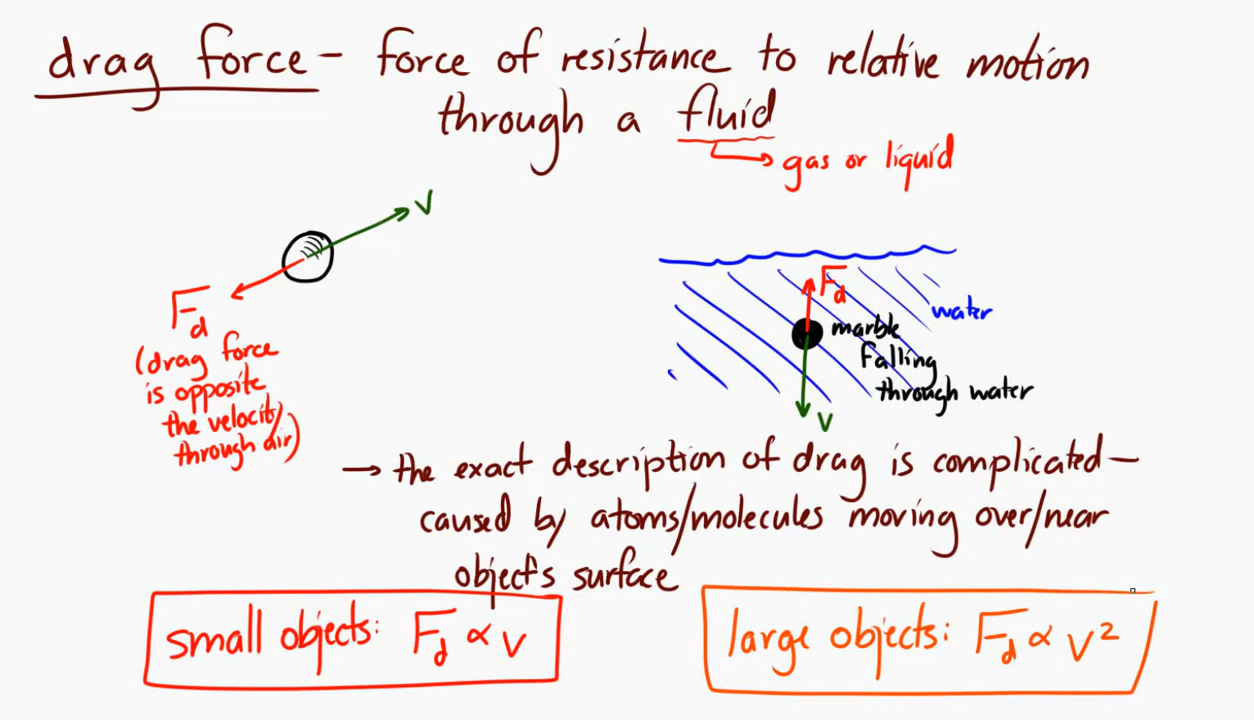 drag force – force of resistance to relative motion
through a fluid
gas or liquid
V
Fd
(drag force
is opposite
the velocity
through air)
Fd
water
marble
falling
through water
V
→ the exact description of drag is complicated –
caused by atoms/molecules moving over/near
object's surface
small objects: Fd ∝ v
large objects: Fd ∝ v²